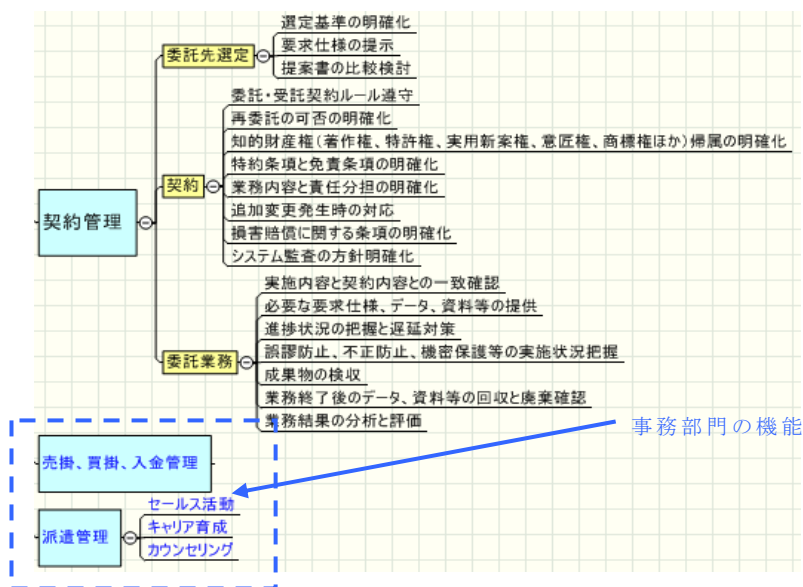 選定基準の明確化
委託先選定
要求仕様の提示
提案書の比較検討
委託・受託契約ルール遵守
再委託の可否の明確化
知的財産権(著作権、特許権、実用新案権、意匠権、商標権ほか)帰属の明確化
特約条項と免責条項の明確化
契約
業務内容と責任分担の明確化
追加変更発生時の対応
契約管理
損害賠償に関する条項の明確化
システム監査の方針明確化
実施内容と契約内容との一致確認
必要な要求仕様、データ、資料等の提供
進捗状況の把握と遅延対策
誤謬防止、不正防止、機密保護等の実施状況把握
委託業務
成果物の検収
業務終了後のデータ、資料等の回収と廃棄確認
業務結果の分析と評価
事務部門の機能
売掛、買掛、入金管理
セールス活動
派遣管理
キャリア育成
カウンセリング